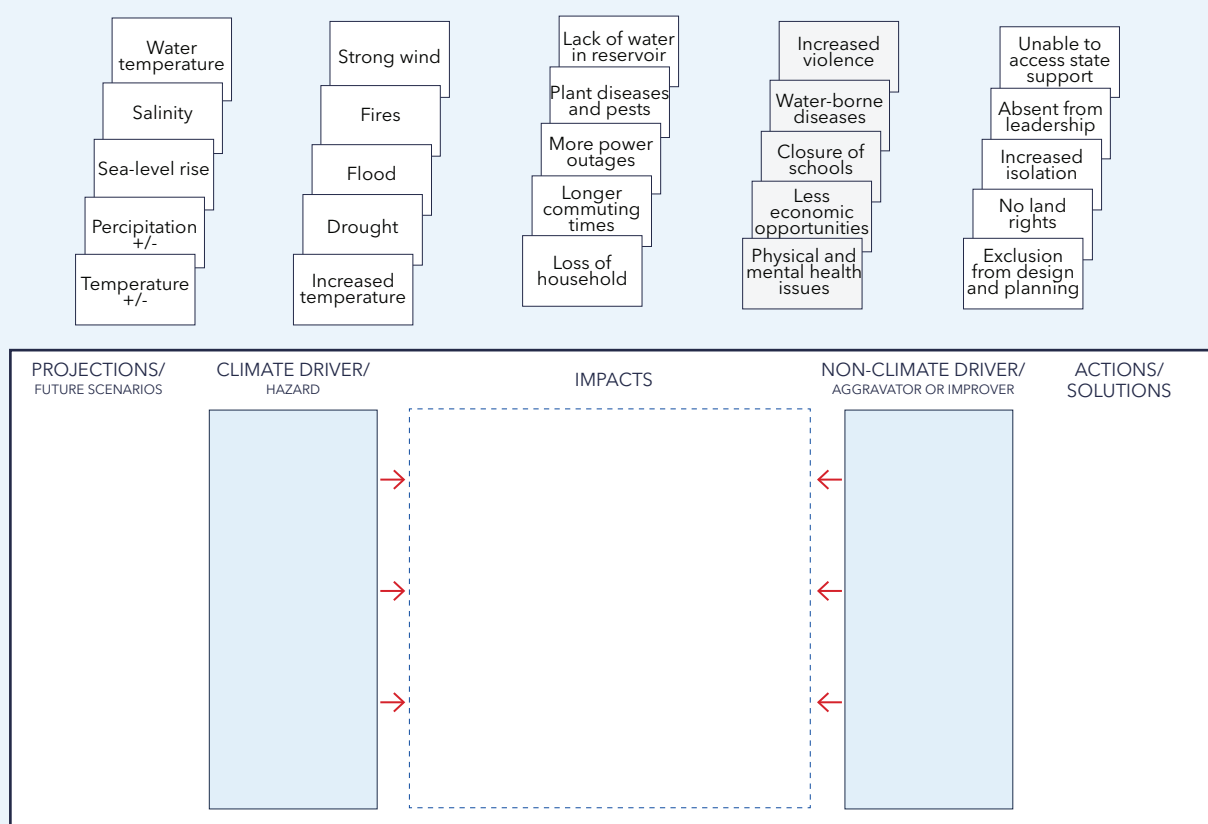 Water
temperature
Salinity
Sea-level rise
Percipitation
+/-
Temperature
+/-
Strong wind
Fires
Flood
Drought
Increased
temperature
Lack of water
in reservoir
Plant diseases
and pests
More power
outages
Longer
commuting
times
Loss of
household
Increased
violence
Water-borne
diseases
Closure of
schools
Less
economic
opportunities
Physical and
mental health
issues
Unable to
access state
support
Absent from
leadership
Increased
isolation
No land
rights
Exclusion
from design
and planning
PROJECTIONS/
FUTURE SCENARIOS
CLIMATE DRIVER/
HAZARD
IMPACTS
NON-CLIMATE DRIVER/
AGGRAVATOR OR IMPROVER
ACTIONS/
SOLUTIONS